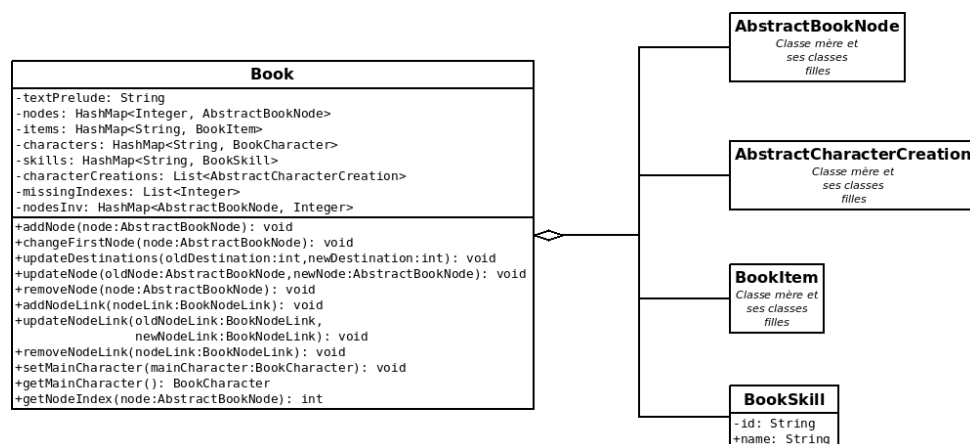 Book
-textPrelude: String
-nodes: HashMap<Integer, AbstractBookNode>
-items: HashMap<String, BookItem>
-characters: HashMap<String, BookCharacter>
-skills: HashMap<String, BookSkill>
-characterCreations: List<AbstractCharacterCreation>
-missingIndexes: List<Integer>
-nodesInv: HashMap<AbstractBookNode, Integer>
+addNode(node:AbstractBookNode): void
+changeFirstNode(node:AbstractBookNode): void
+updateDestinations(oldDestination:int,newDestination:int): void
+updateNode(oldNode:AbstractBookNode,newNode:AbstractBookNode): void
+removeNode(node:AbstractBookNode): void
+addNodeLink(nodeLink:BookNodeLink): void
+updateNodeLink(oldNodeLink:BookNodeLink,
newNodeLink:BookNodeLink): void
+removeNodeLink(nodeLink:BookNodeLink): void
+setMainCharacter(mainCharacter:BookCharacter): void
+getMainCharacter(): BookCharacter
+getNodeIndex(node:AbstractBookNode): int
AbstractBookNode
Classe mère et
ses classes
filles
AbstractCharacterCreation
Classe mère et
ses classes
filles
BookItem
Classe mère et
ses classes
filles
BookSkill
-id: String
+name: String